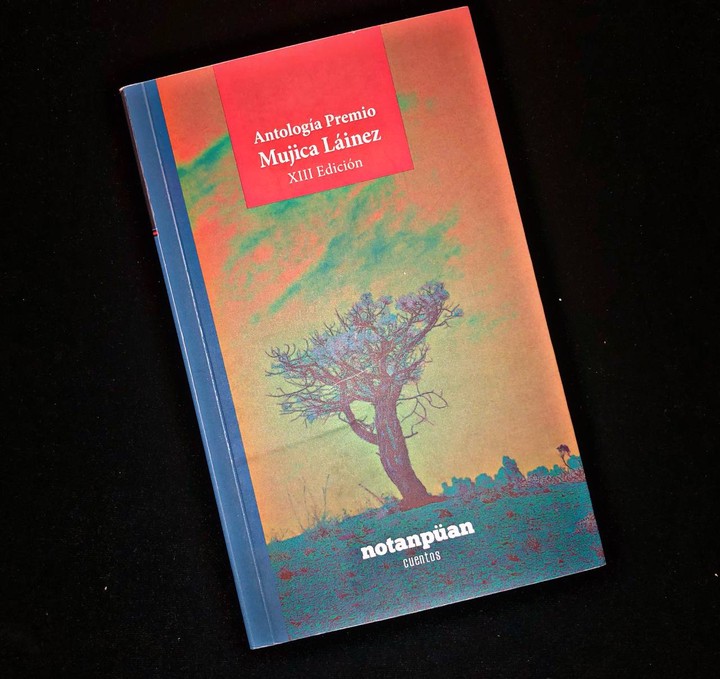 Antología Premio
Mujica Láinez
XIII Edición
notanpüan
cuentos